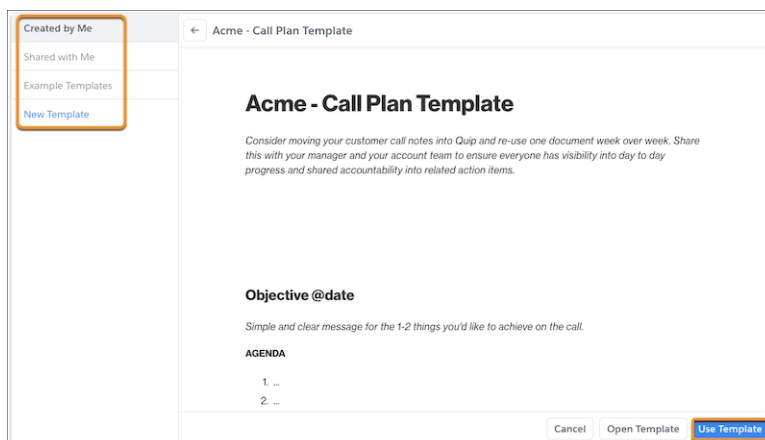 Created by Me
Shared with Me
Example Templates
New Template
← Acme - Call Plan Template
Acme - Call Plan Template
Consider moving your customer call notes into Quip and re-use one document week over week. Share
this with your manager and your account team to ensure everyone has visibility into day to day
progress and shared accountability into related action items.
Objective @date
Simple and clear message for the 1-2 things you'd like to achieve on the call.
AGENDA
1. ...
2. ...
Cancel Open Template Use Template